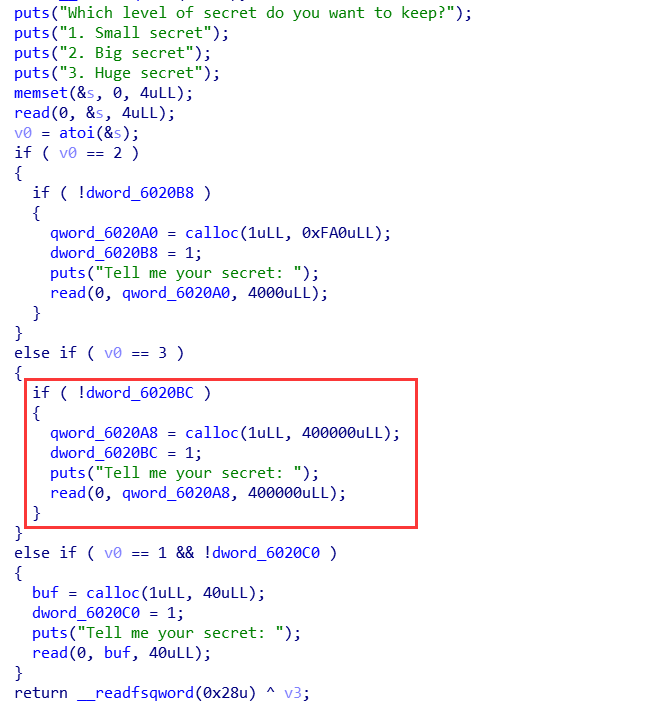 puts("Which level of secret do you want to keep?");
puts("1. Small secret");
puts("2. Big secret");
puts("3. Huge secret");
memset(&s, 0, 4uLL);
read(0, &s, 4uLL);
v0 = atoi(&s);
if ( v0 == 2 )
{
if ( !dword_6020B8 )
{
qword_6020A0 = calloc(1uLL, 0xFA0uLL);
dword_6020B8 = 1;
puts("Tell me your secret: ");
read(0, qword_6020A0, 4000uLL);
}
}
else if ( v0 == 3 )
{
if ( !dword_6020BC )
{
qword_6020A8 = calloc(1uLL, 400000uLL);
dword_6020BC = 1;
puts("Tell me your secret: ");
read(0, qword_6020A8, 400000uLL);
}
}
else if ( v0 == 1 && !dword_6020C0 )
{
buf = calloc(1uLL, 40uLL);
dword_6020C0 = 1;
puts("Tell me your secret: ");
read(0, buf, 40uLL);
}
return __readfsqword(0x28u) ^ v3;